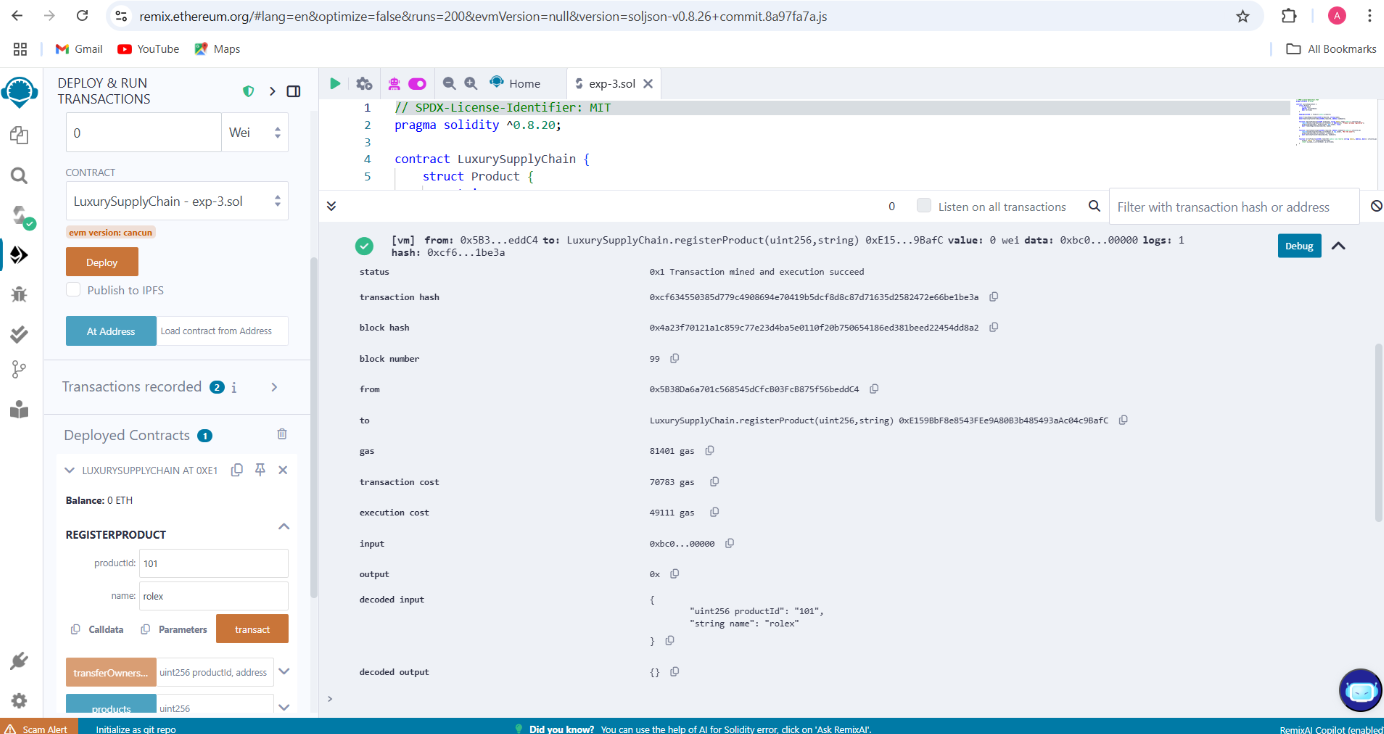 remix.ethereum.org/#lang=en&optimize=false&runs=200&evmVersion=null&version=soljson-v0.8.26+commit.8a97fa7a.js
A
Gmail YouTube Maps All Bookmarks
DEPLOY & RUN
TRANSACTIONS
Home exp-3.sol
0 Wei
CONTRACT
LuxurySupplyChain - exp-3.sol
evm version: cancun
Deploy
Publish to IPFS
At Address Load contract from Address
Transactions recorded 2 i
Deployed Contracts 1
LUXURYSUPPLYCHAIN AT 0XE1
Balance: 0 ETH
REGISTERPRODUCT
productId: 101
name: rolex
Calldata Parameters transact
transferOwners... uint256 productId, address
products uint256
1 // SPDX-License-Identifier: MIT
2 pragma solidity ^0.8.20;
3
4 contract LuxurySupplyChain {
5 struct Product {
0 Listen on all transactions Filter with transaction hash or address
[vm] from: 0x5B3...eddC4 to: LuxurySupplyChain.registerProduct(uint256,string) 0xE15...9BafC value: 0 wei data: 0xbc0...00000 logs: 1
hash: 0xcf6...1be3a
Debug
status 0x1 Transaction mined and execution succeed
transaction hash 0xcf634550385d779c4908694e70419b5dcf8d8c87d71635d2582472e66be1be3a
block hash 0x4a23f70121a1c859c77e23d4ba5e0110f20b750654186ed381beed22454dd8a2
block number 99
from 0x5B38Da6a701c568545dCfcB03FcB875f56beddC4
to LuxurySupplyChain.registerProduct(uint256,string) 0xE159BbF8e8543FEe9A80B3b485493aAc04c9BafC
gas 81401 gas
transaction cost 70783 gas
execution cost 49111 gas
input 0xbc0...00000
output 0x
decoded input {
"uint256 productId": "101",
"string name": "rolex"
}
decoded output {}
>
Scam Alert Initialize as git repo Did you know? You can use the help of AI for Solidity error, click on 'Ask RemixAI'. RemixAI Copilot (enabled